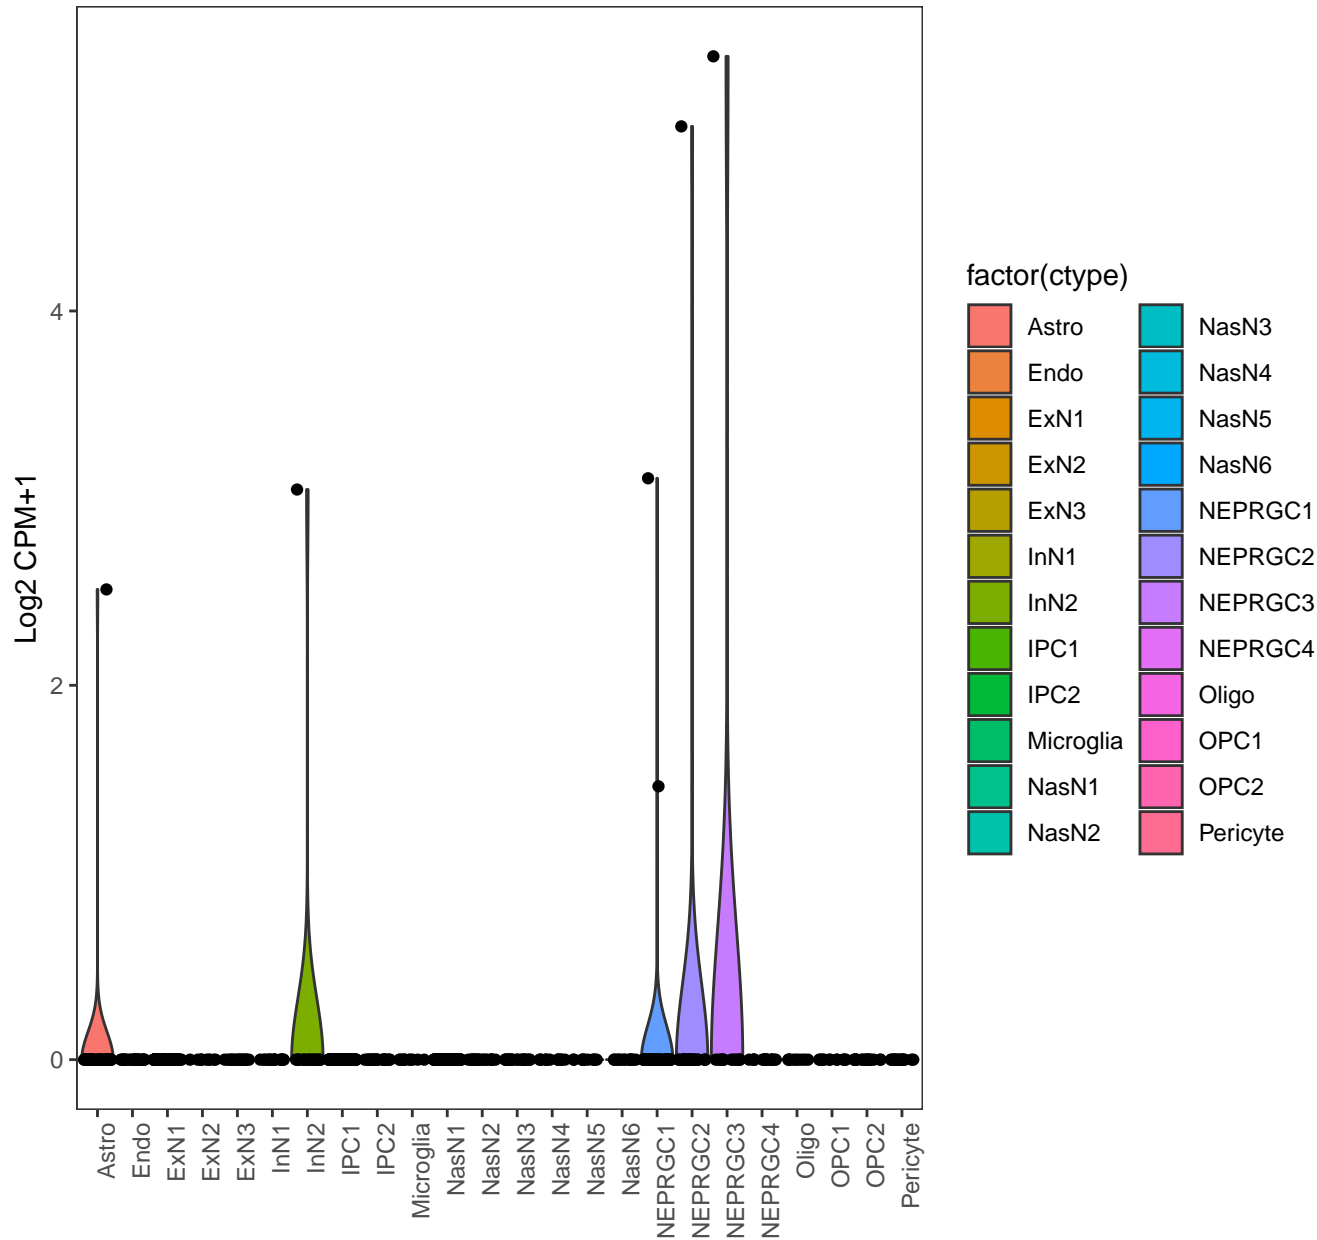 Log2 CPM+1
4
2
0
Astro
Endo
ExN1
ExN2
ExN3
InN1
InN2
IPC1
IPC2
Microglia
NasN1
NasN2
NasN3
NasN4
NasN5
NasN6
NEPRGC1
NEPRGC2
NEPRGC3
NEPRGC4
Oligo
OPC1
OPC2
Pericyte
factor(ctype)
Astro
Endo
ExN1
ExN2
ExN3
InN1
InN2
IPC1
IPC2
Microglia
NasN1
NasN2
NasN3
NasN4
NasN5
NasN6
NEPRGC1
NEPRGC2
NEPRGC3
NEPRGC4
Oligo
OPC1
OPC2
Pericyte